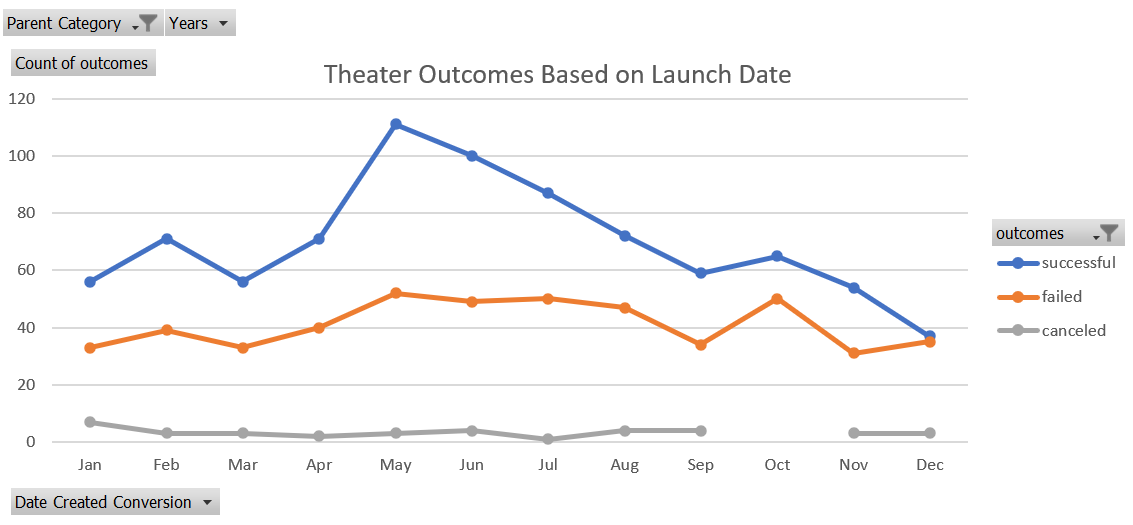 Parent Category Years
Count of outcomes
Theater Outcomes Based on Launch Date
120
100
80
60
40
20
0
Jan Feb Mar Apr May Jun Jul Aug Sep Oct Nov Dec
outcomes
successful
failed
canceled
Date Created Conversion